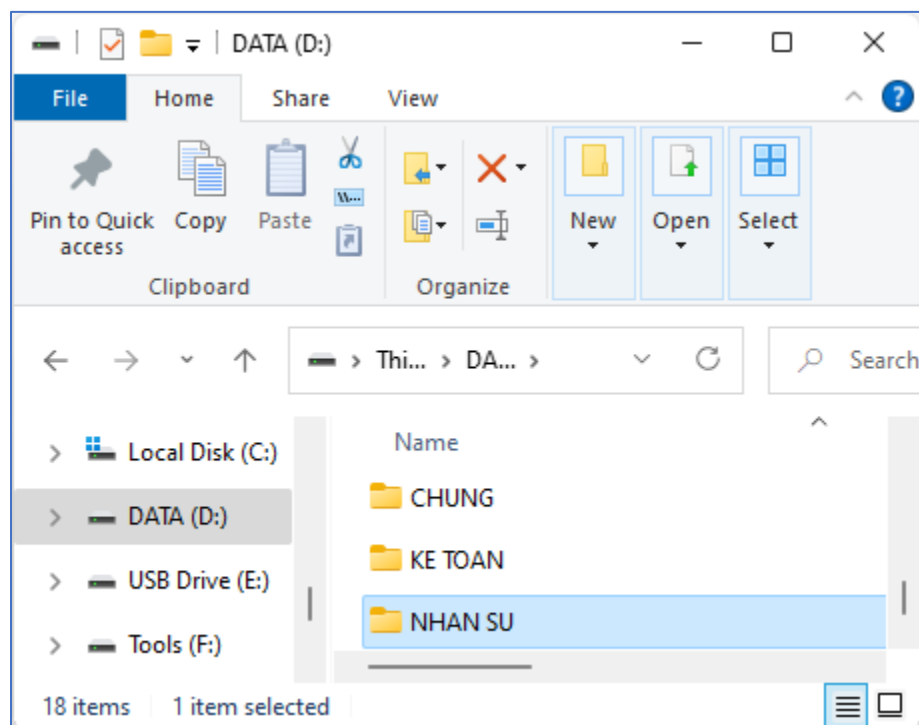 DATA (D:)
File Home Share View
Pin to Quick access Copy Paste New Open Select
Clipboard Organize
Thi... DA... Search
Name
Local Disk (C:) CHUNG
DATA (D:) KE TOAN
USB Drive (E:) NHAN SU
Tools (F:)
18 items 1 item selected